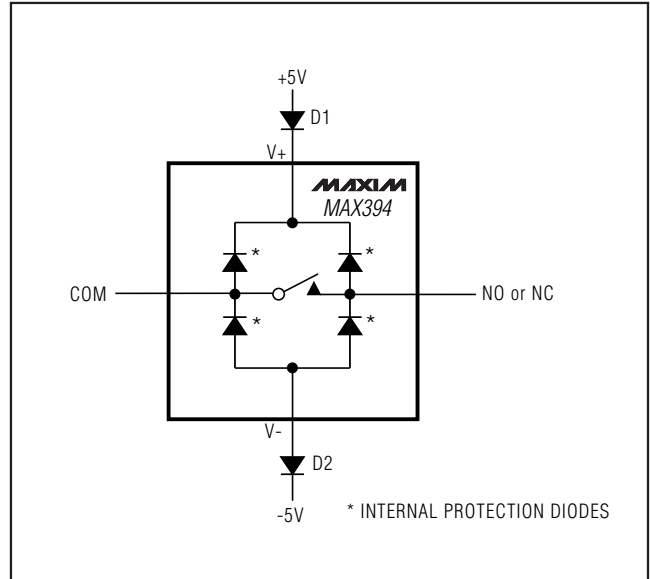 +5V
D1
V+
MAXIM
MAX394
*
*
COM
NO or NC
*
*
V-
D2
-5V
* INTERNAL PROTECTION DIODES